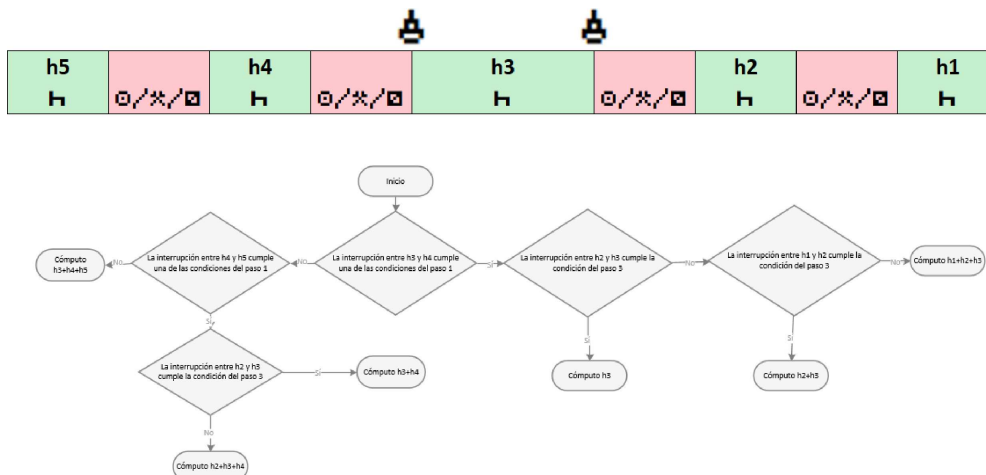 h5
h4
h3
h2
h1
Inicio
La interrupción entre h4 y h5 cumple
una de las condiciones del paso 1
La interrupción entre h3 y h4 cumple
una de las condiciones del paso 1
La interrupción entre h2 y h3 cumple la
condición del paso 3
La interrupción entre h1 y h2 cumple la
condición del paso 3
Cómputo
h3+h4+h5
No
No
Sí
No
No
Cómputo h1+h2+h3
Sí
Sí
Sí
La interrupción entre h2 y h3
cumple la condición del paso 3
Sí
Cómputo h3+h4
Cómputo h3
Cómputo h2+h3
No
Cómputo h2+h3+h4